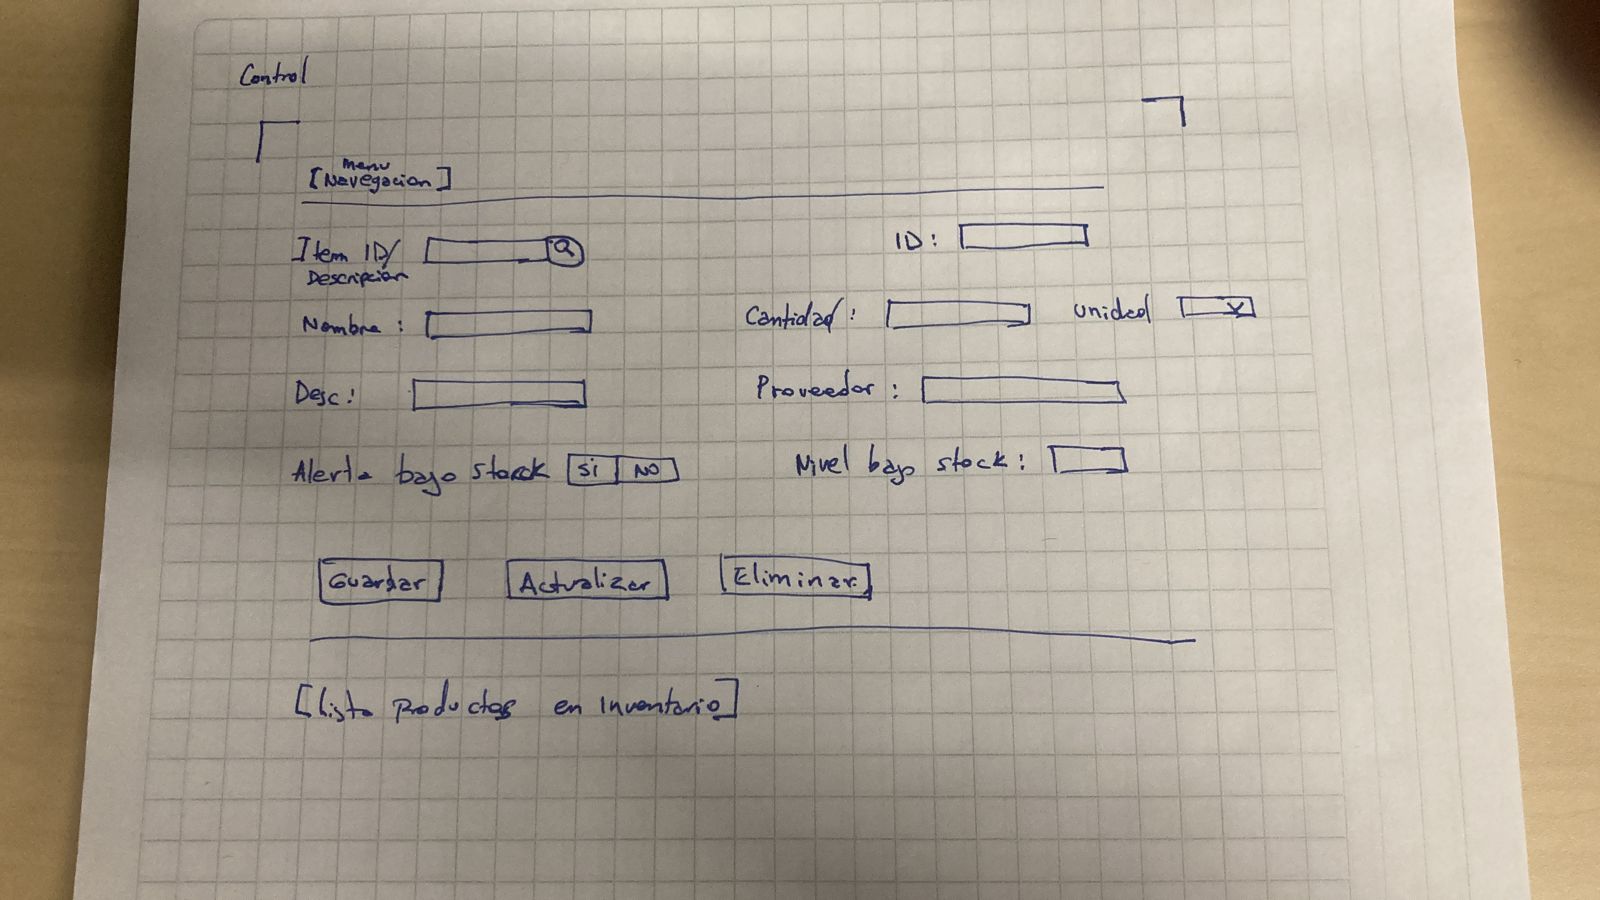 Control
[menu
Navegacion]
Item ID/
Descripcion
ID:
Nombre:
Cantidad:
unidad
Desc:
Proveedor:
Alerta bajo stock
SI
NO
Nivel bajo stock:
Guardar
Actualizar
Eliminar
[Lista Productos en Inventario]